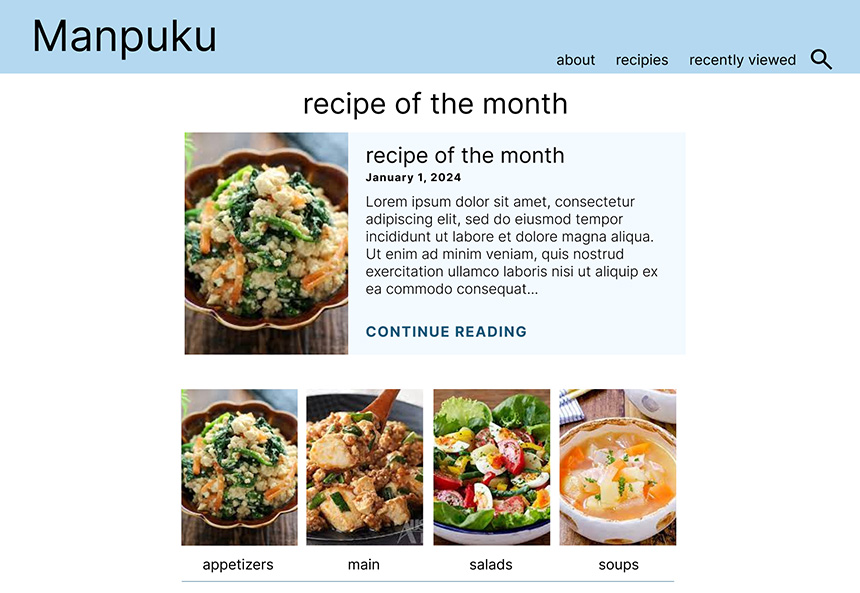 Manpuku
about
recipies
recently viewed
recipe of the month
recipe of the month
January 1, 2024
Lorem ipsum dolor sit amet, consectetur
adipiscing elit, sed do eiusmod tempor
incididunt ut labore et dolore magna aliqua.
Ut enim ad minim veniam, quis nostrud
exercitation ullamco laboris nisi ut aliquip ex
ea commodo consequat...
CONTINUE READING
appetizers
main
salads
soups